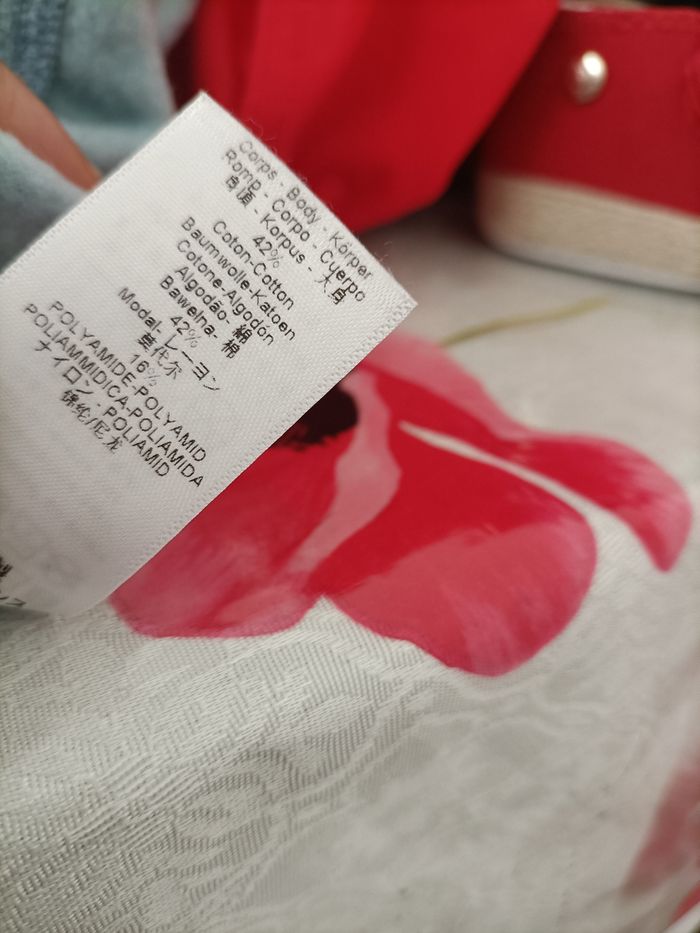 Corps - Body - Körper
Romp - Corpo - Cuerpo
- Korpus - 大身
42%
Coton-Cotton
Baumwolle-Katoen
Cotone-Algodón
Algodão- 綿
Bawełna- 棉
42%
Modal- レーヨン
莫代尔
16%
POLYAMIDE-POLYAMID
POLIAMMIDICA-POLIAMIDA
ナイロン - POLIAMID
锦纶/尼龙